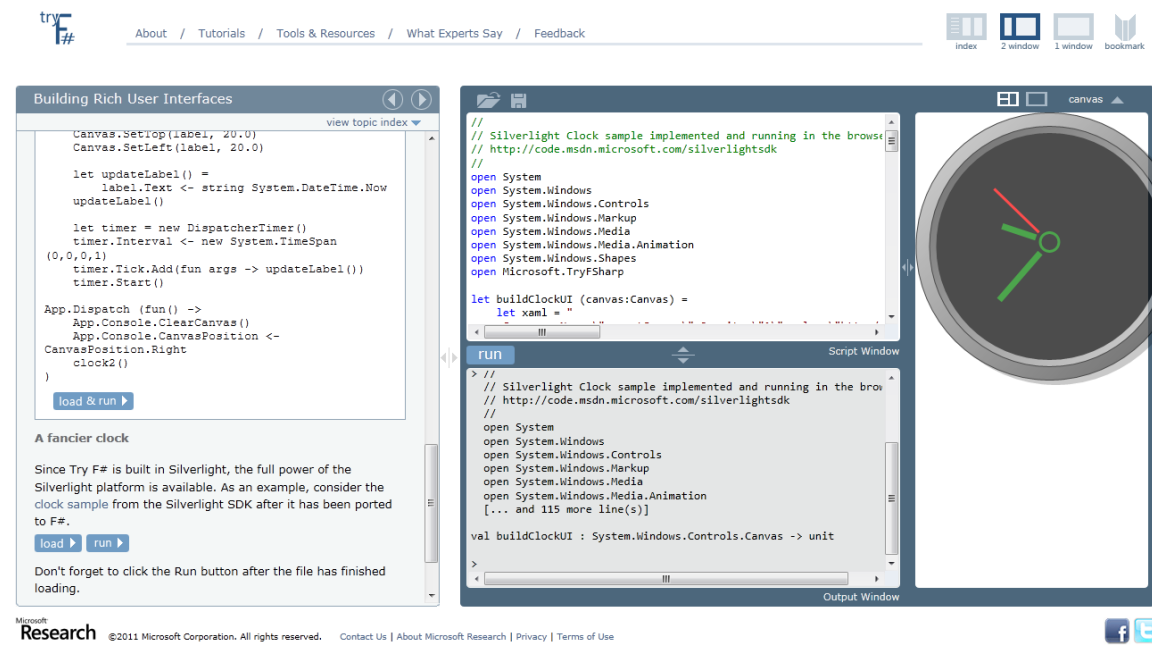 try
F#
About / Tutorials / Tools & Resources / What Experts Say / Feedback
index
2 window
1 window
bookmark
Building Rich User Interfaces
view topic index
Canvas.SetTop(label, 20.0)
Canvas.SetLeft(label, 20.0)
let updateLabel() =
label.Text <- string System.DateTime.Now
updateLabel()
let timer = new DispatcherTimer()
timer.Interval <- new System.TimeSpan
(0,0,0,1)
timer.Tick.Add(fun args -> updateLabel())
timer.Start()
App.Dispatch (fun() ->
App.Console.ClearCanvas()
App.Console.CanvasPosition <-
CanvasPosition.Right
clock2()
)
load & run
A fancier clock
Since Try F# is built in Silverlight, the full power of the
Silverlight platform is available. As an example, consider the
clock sample from the Silverlight SDK after it has been ported
to F#.
load
run
Don't forget to click the Run button after the file has finished
loading.
canvas
//
// Silverlight Clock sample implemented and running in the browse
// http://code.msdn.microsoft.com/silverlightsdk
//
open System
open System.Windows
open System.Windows.Controls
open System.Windows.Markup
open System.Windows.Media
open System.Windows.Media.Animation
open System.Windows.Shapes
open Microsoft.TryFSharp
let buildClockUI (canvas:Canvas) =
let xaml = "
run
Script Window
> //
// Silverlight Clock sample implemented and running in the brow
// http://code.msdn.microsoft.com/silverlightsdk
//
open System
open System.Windows
open System.Windows.Controls
open System.Windows.Markup
open System.Windows.Media
open System.Windows.Media.Animation
[... and 115 more line(s)]
val buildClockUI : System.Windows.Controls.Canvas -> unit
>
Output Window
Microsoft
Research
©2011 Microsoft Corporation. All rights reserved. Contact Us | About Microsoft Research | Privacy | Terms of Use